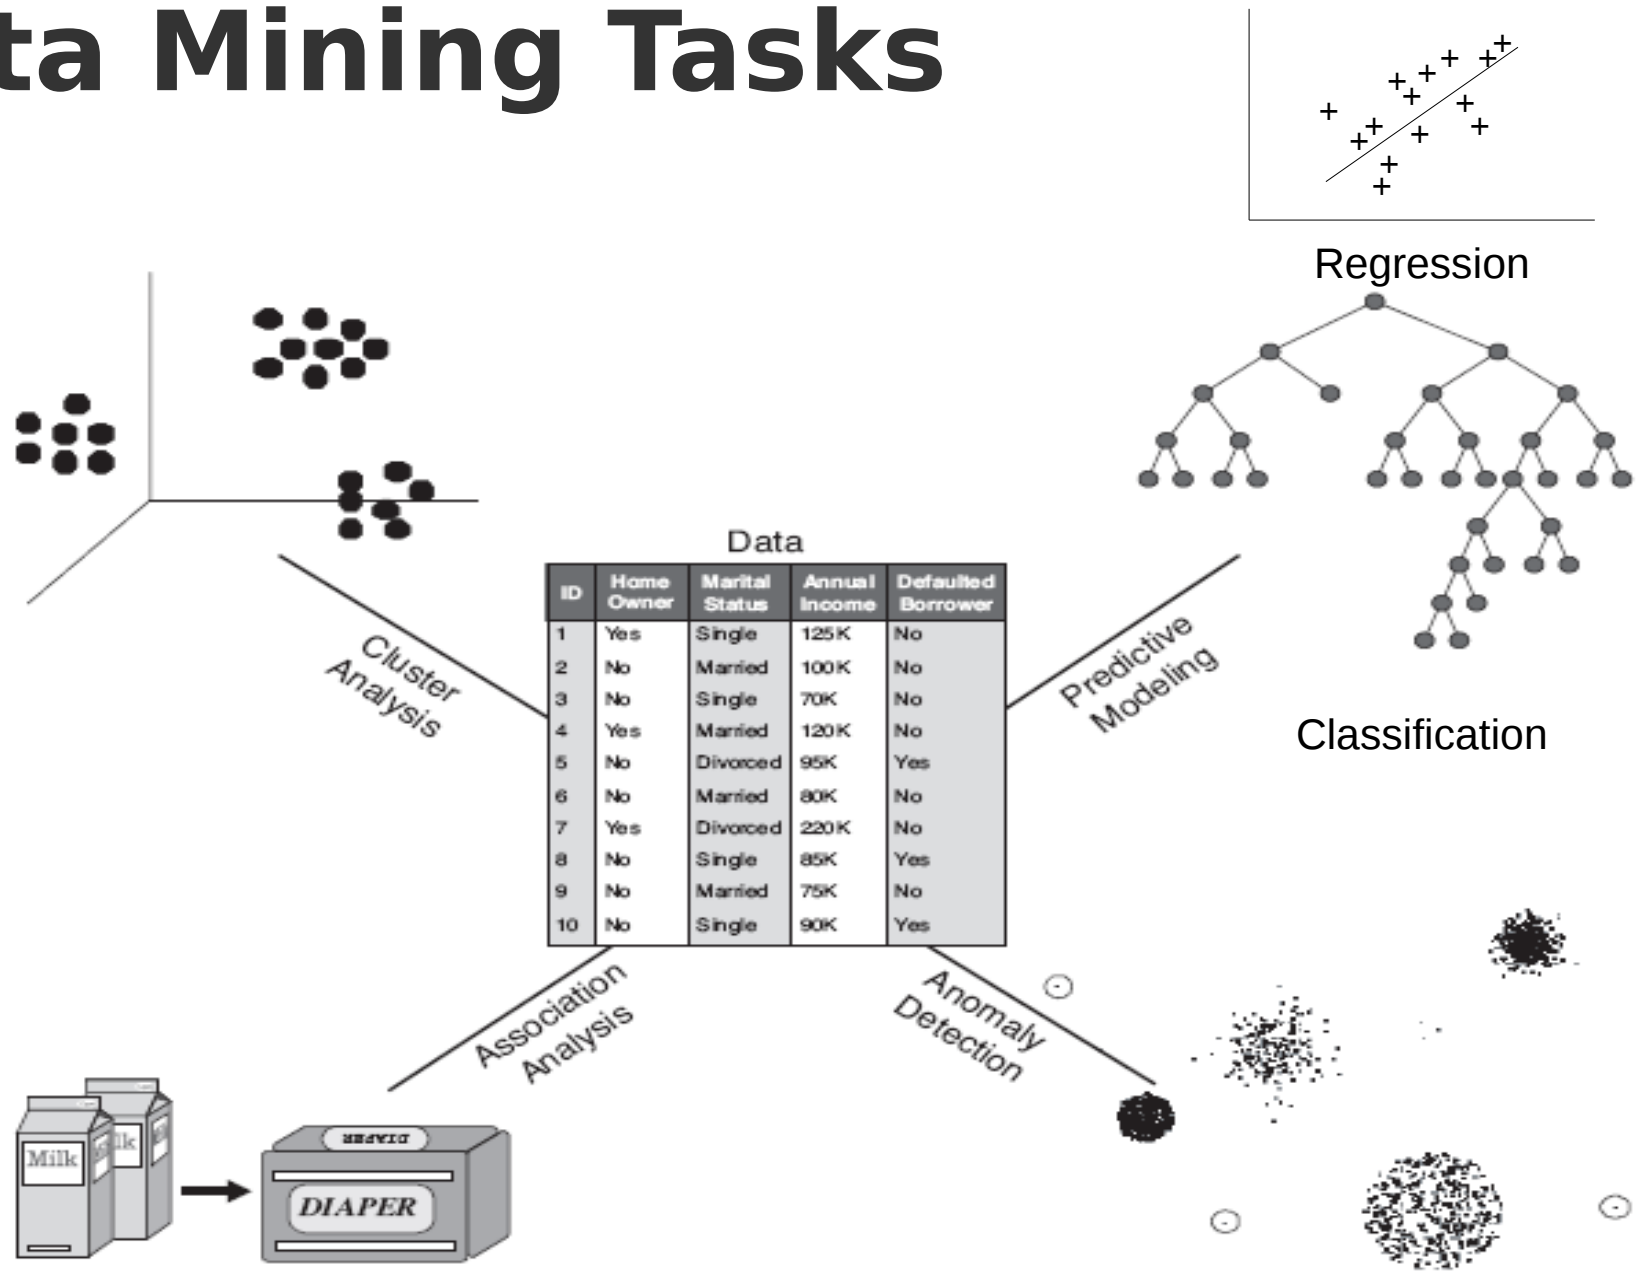 ta Mining Tasks
Regression
Data
ID Home Owner Marital Status Annual Income Defaulted Borrower
1 Yes Single 125K No
2 No Married 100K No
3 No Single 70K No
4 Yes Married 120K No
5 No Divorced 95K Yes
6 No Married 80K No
7 Yes Divorced 220K No
8 No Single 85K Yes
9 No Married 75K No
10 No Single 90K Yes
Cluster
Analysis
Predictive
Modeling
Classification
Association
Analysis
Anomaly
Detection
Milk
lk
DIAPER
DIAPER